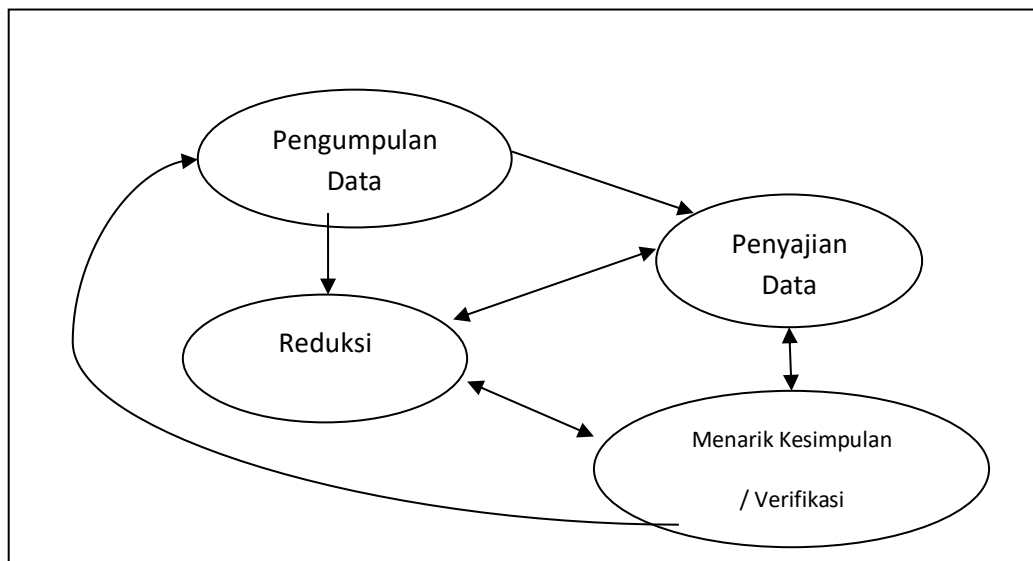 Pengumpulan
Data
Penyajian
Data
Reduksi
Menarik Kesimpulan
/ Verifikasi